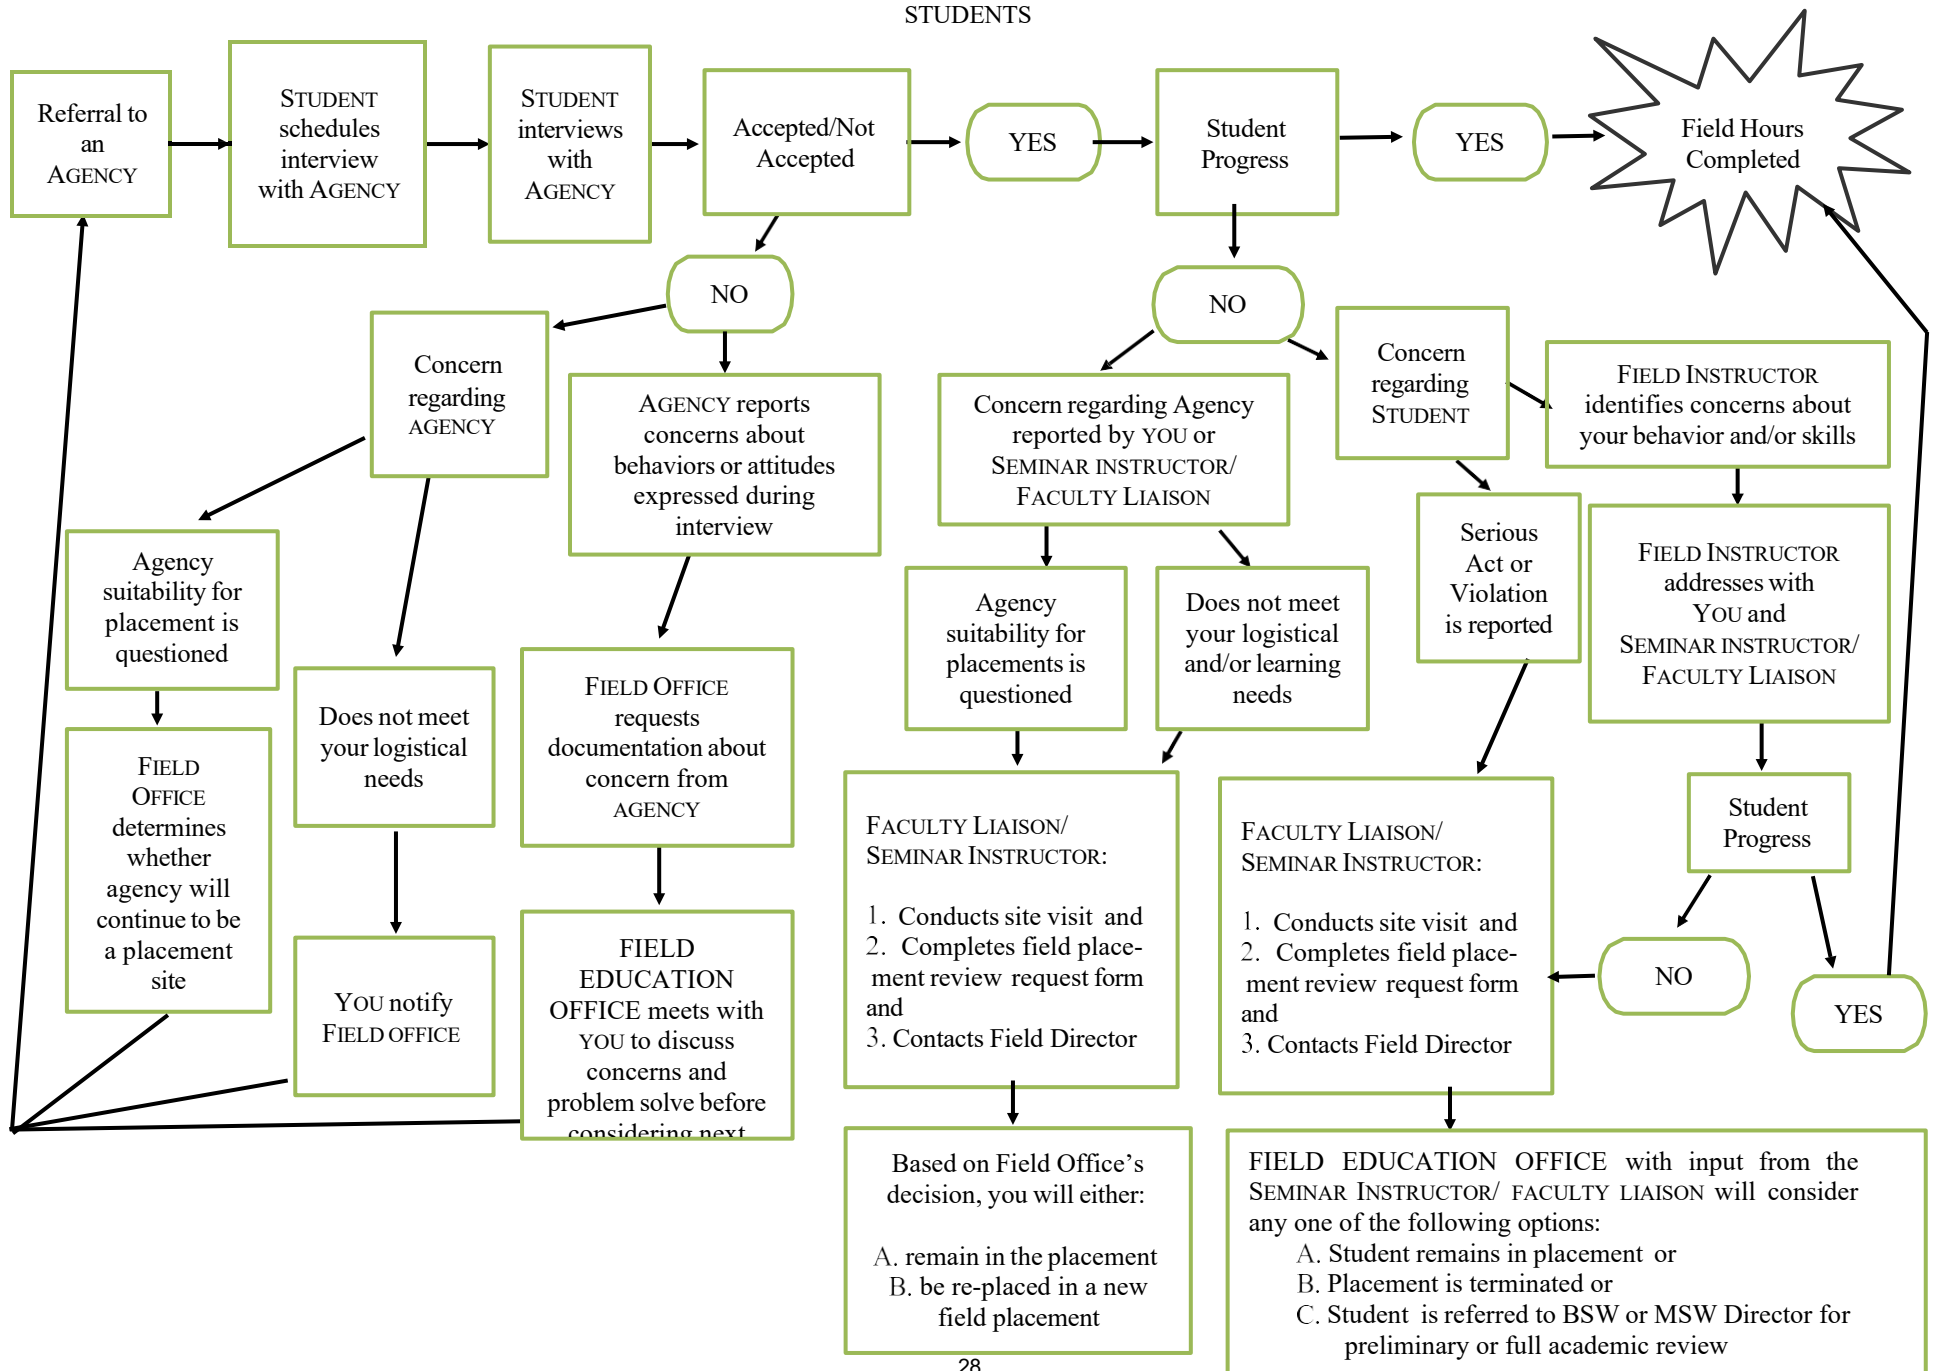 STUDENTS
Referral to
an
AGENCY
STUDENT
schedules
interview
with AGENCY
STUDENT
interviews
with
AGENCY
Accepted/Not
Accepted
YES
Student
Progress
YES
Field Hours
Completed
NO
NO
Concern
regarding
AGENCY
AGENCY reports
concerns about
behaviors or attitudes
expressed during
interview
Concern regarding Agency
reported by YOU or
SEMINAR INSTRUCTOR/
FACULTY LIAISON
Concern
regarding
STUDENT
FIELD INSTRUCTOR
identifies concerns about
your behavior and/or skills
Agency
suitability for
placement is
questioned
Does not meet
your logistical
needs
FIELD OFFICE
requests
documentation about
concern from
AGENCY
Agency
suitability for
placements is
questioned
Does not meet
your logistical
and/or learning
needs
Serious
Act or
Violation
is reported
FIELD INSTRUCTOR
addresses with
YOU and
SEMINAR INSTRUCTOR/
FACULTY LIAISON
FIELD
OFFICE
determines
whether
agency will
continue to be
a placement
site
YOU notify
FIELD OFFICE
FIELD
EDUCATION
OFFICE meets with
YOU to discuss
concerns and
problem solve before
considering next
FACULTY LIAISON/
SEMINAR INSTRUCTOR:
1. Conducts site visit and
2. Completes field place-
ment review request form
and
3. Contacts Field Director
FACULTY LIAISON/
SEMINAR INSTRUCTOR:
1. Conducts site visit and
2. Completes field place-
ment review request form
and
3. Contacts Field Director
Student
Progress
NO
YES
Based on Field Office’s
decision, you will either:
A. remain in the placement
B. be re-placed in a new
field placement
FIELD EDUCATION OFFICE with input from the
SEMINAR INSTRUCTOR/ FACULTY LIAISON will consider
any one of the following options:
A. Student remains in placement or
B. Placement is terminated or
C. Student is referred to BSW or MSW Director for
preliminary or full academic review
28